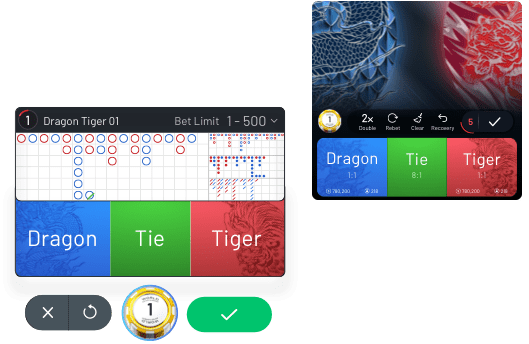 1 Dragon Tiger 01 Bet Limit 1 - 500
Dragon Tie Tiger
1
2x 5
Double Rebet Clear Recovery
Dragon Tie Tiger
1:1 8:1 1:1
780,200 218 780,200 218